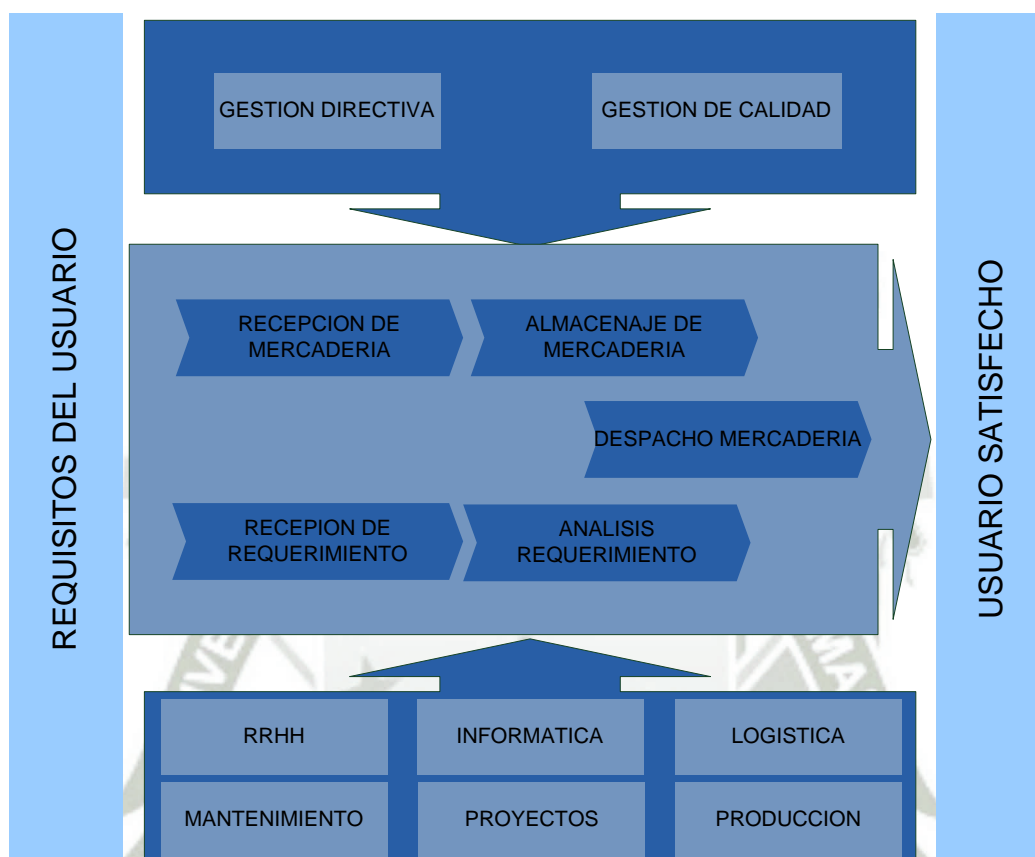 REQUISITOS DEL USUARIO
GESTION DIRECTIVA
GESTION DE CALIDAD
RECEPCION DE
MERCADERIA
ALMACENAJE DE
MERCADERIA
DESPACHO MERCADERIA
RECEPION DE
REQUERIMIENTO
ANALISIS
REQUERIMIENTO
RRHH
INFORMATICA
LOGISTICA
MANTENIMIENTO
PROYECTOS
PRODUCCION
USUARIO SATISFECHO